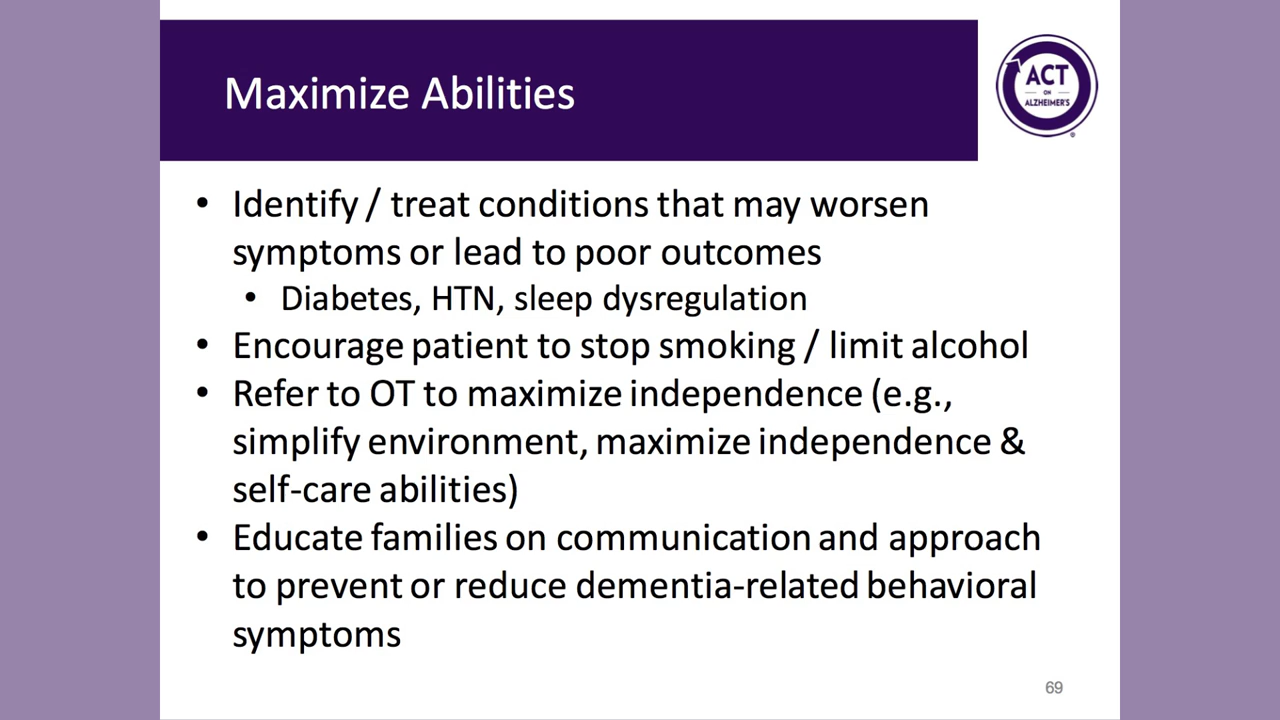 Maximize Abilities
ACT
ON
ALZHEIMER'S
®
• Identify / treat conditions that may worsen
symptoms or lead to poor outcomes
• Diabetes, HTN, sleep dysregulation
• Encourage patient to stop smoking / limit alcohol
• Refer to OT to maximize independence (e.g.,
simplify environment, maximize independence &
self-care abilities)
• Educate families on communication and approach
to prevent or reduce dementia-related behavioral
symptoms
69